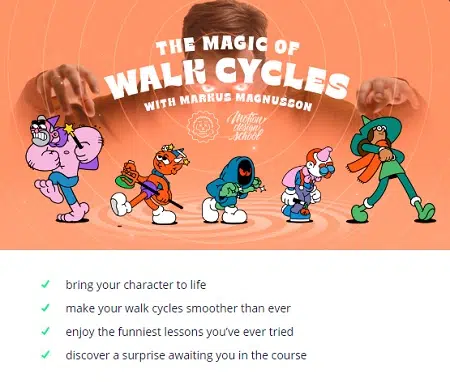 THE MAGIC OF
WALK CYCLES
WITH MARKUS MAGNUSSON
Motion
design
school
bring your character to life
make your walk cycles smoother than ever
enjoy the funniest lessons you've ever tried
discover a surprise awaiting you in the course